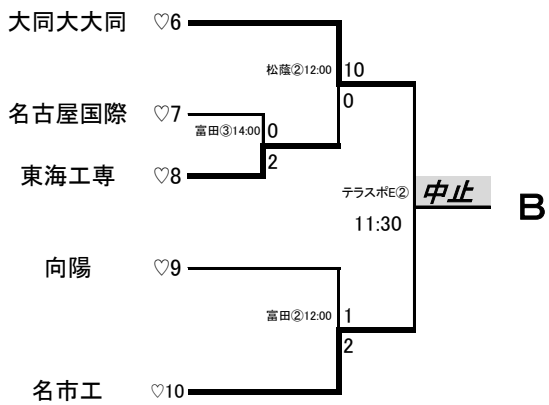 大同大大同 ♡6
松蔭②12:00 10
0
名古屋国際 ♡7
富田③14:00 0
2
東海工専 ♡8
テラスポE② 中止 B
11:30
向陽 ♡9
富田②12:00 1
2
名市工 ♡10